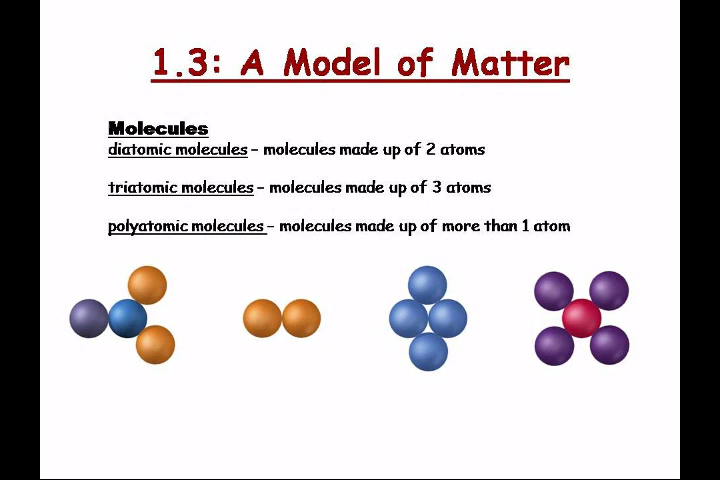 1.3: A Model of Matter
Molecules
diatomic molecules - molecules made up of 2 atoms
triatomic molecules - molecules made up of 3 atoms
polyatomic molecules - molecules made up of more than 1 atom